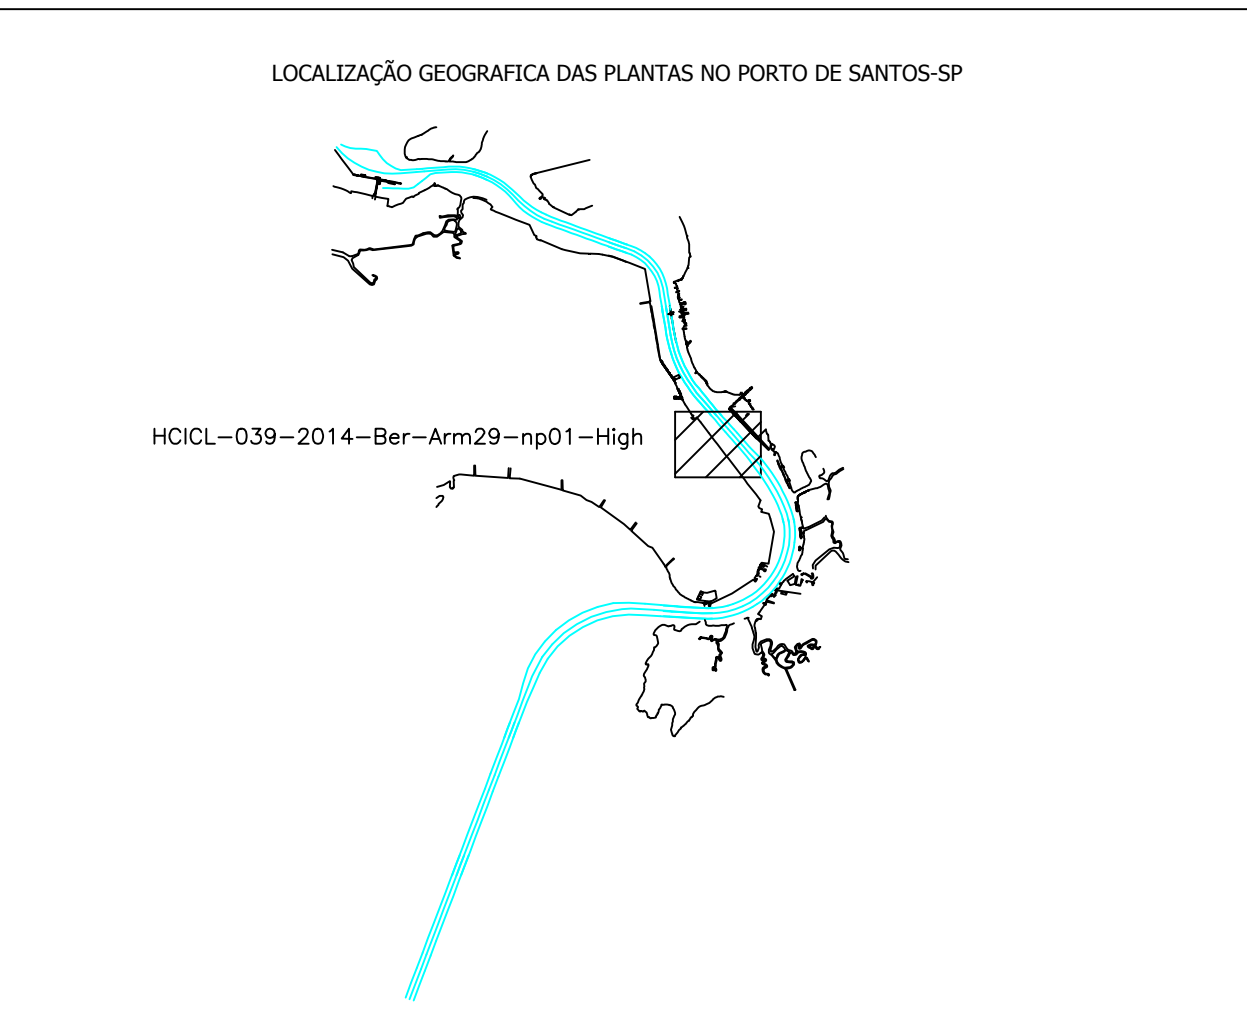 LOCALIZAÇÃO GEOGRAFICA DAS PLANTAS NO PORTO DE SANTOS-SP
HCICL-039-2014-Ber-Arm29-np01-High